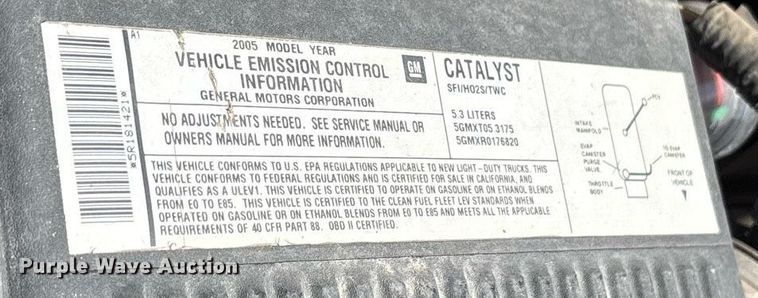 A1
*5R181421*
2005 MODEL YEAR
VEHICLE EMISSION CONTROL
INFORMATION
GENERAL MOTORS CORPORATION
GM
NO ADJUSTMENTS NEEDED. SEE SERVICE MANUAL OR
OWNERS MANUAL FOR MORE INFORMATION.
CATALYST
SFI/HO2S/TWC
5.3 LITERS
5GMXT05.3175
5GMXR0176820
THIS VEHICLE CONFORMS TO U.S. EPA REGULATIONS APPLICABLE TO NEW LIGHT-DUTY TRUCKS. THIS
VEHICLE CONFORMS TO FEDERAL REGULATIONS AND IS CERTIFIED FOR SALE IN CALIFORNIA, AND
QUALIFIES AS A ULEV1. THIS VEHICLE IS CERTIFIED TO OPERATE ON GASOLINE OR ON ETHANOL BLENDS
FROM E0 TO E85. THIS VEHICLE IS CERTIFIED TO THE CLEAN FUEL FLEET LEV STANDARDS WHEN
OPERATED ON GASOLINE OR ON ETHANOL BLENDS FROM E0 TO E85 AND MEETS ALL THE APPLICABLE
REQUIREMENTS OF 40 CFR PART 88. OBD II CERTIFIED.
PCV
INTAKE
MANIFOLD
EVAP
CANISTER
PURGE
VALVE
THROTTLE
BODY
TO EVAP
CANISTER
FRONT OF
VEHICLE
Purple Wave Auction